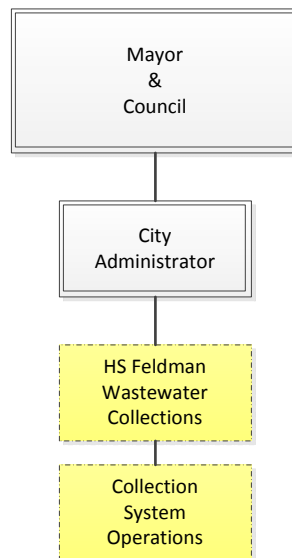 Mayor
&
Council
City
Administrator
HS Feldman
Wastewater
Collections
Collection
System
Operations